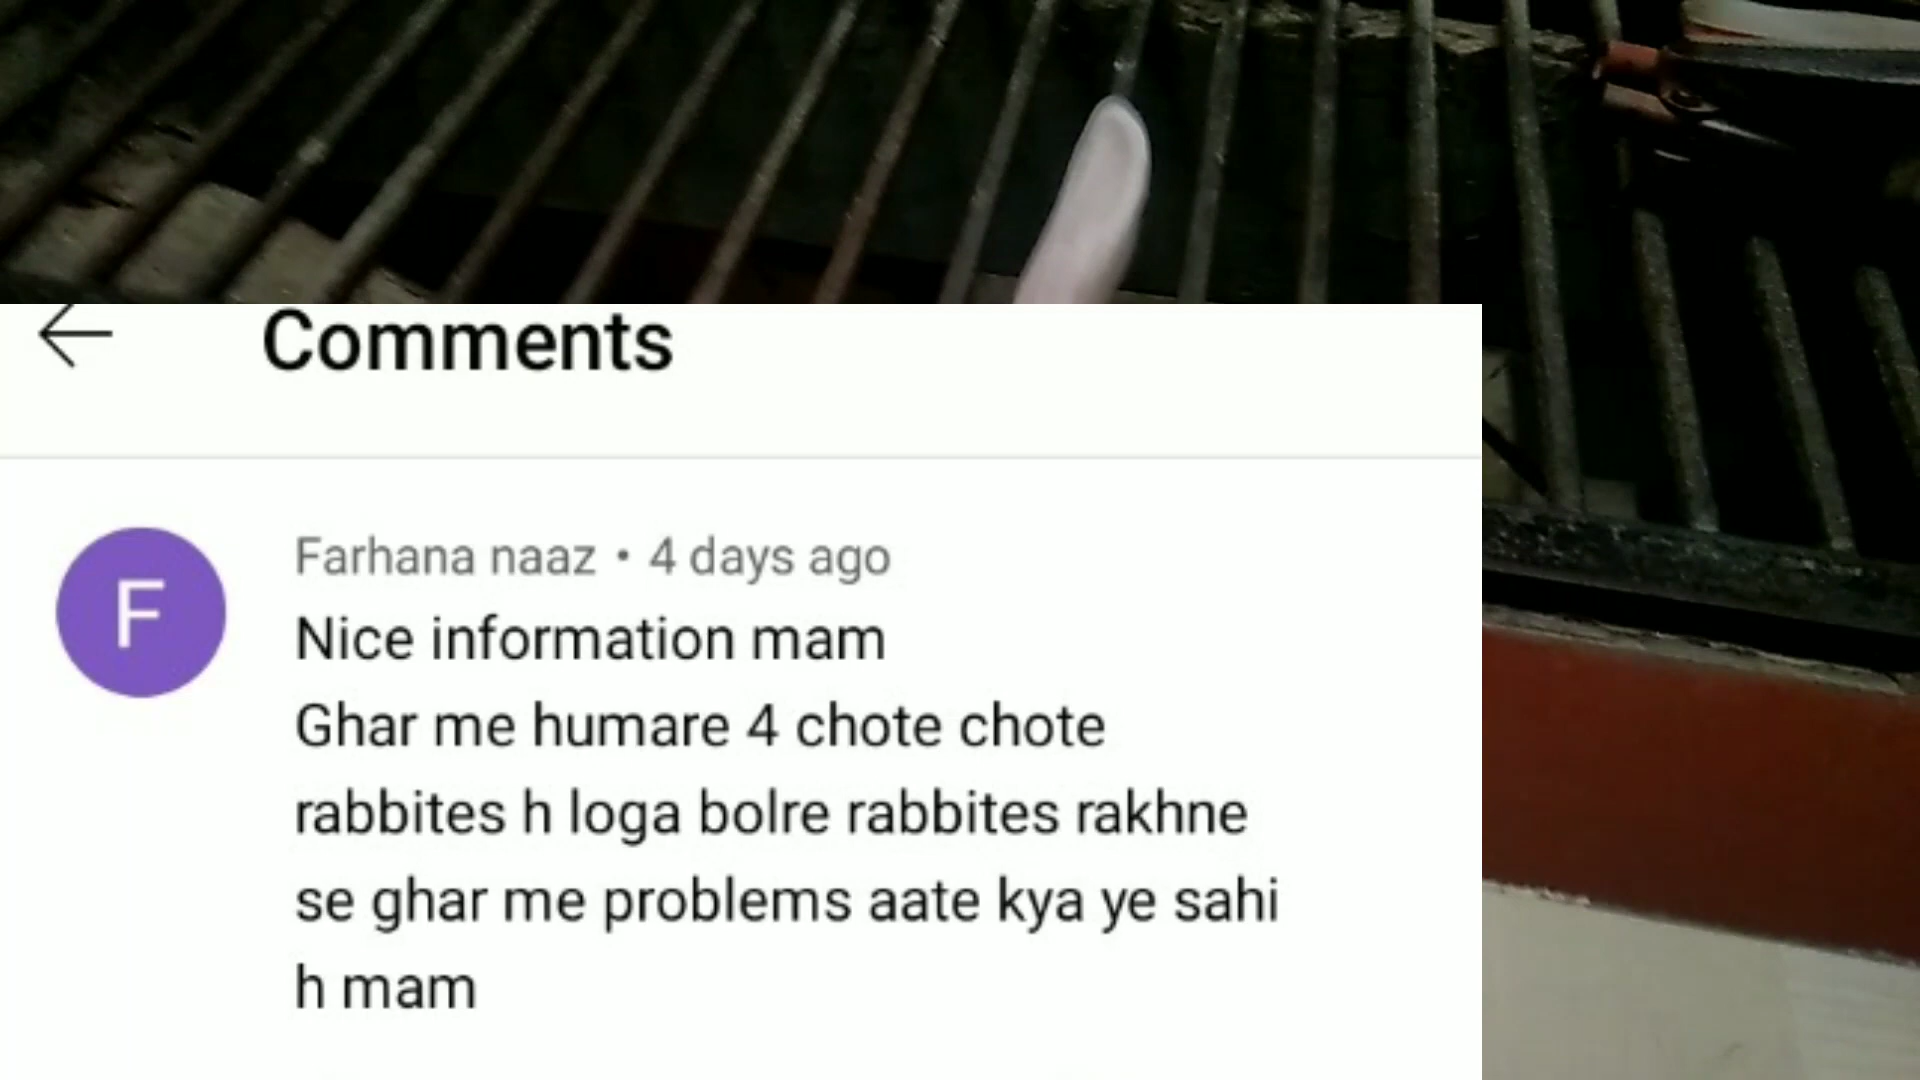 Comments
F
Farhana naaz • 4 days ago
Nice information mam
Ghar me humare 4 chote chote
rabbites h loga bolre rabbites rakhne
se ghar me problems aate kya ye sahi
h mam